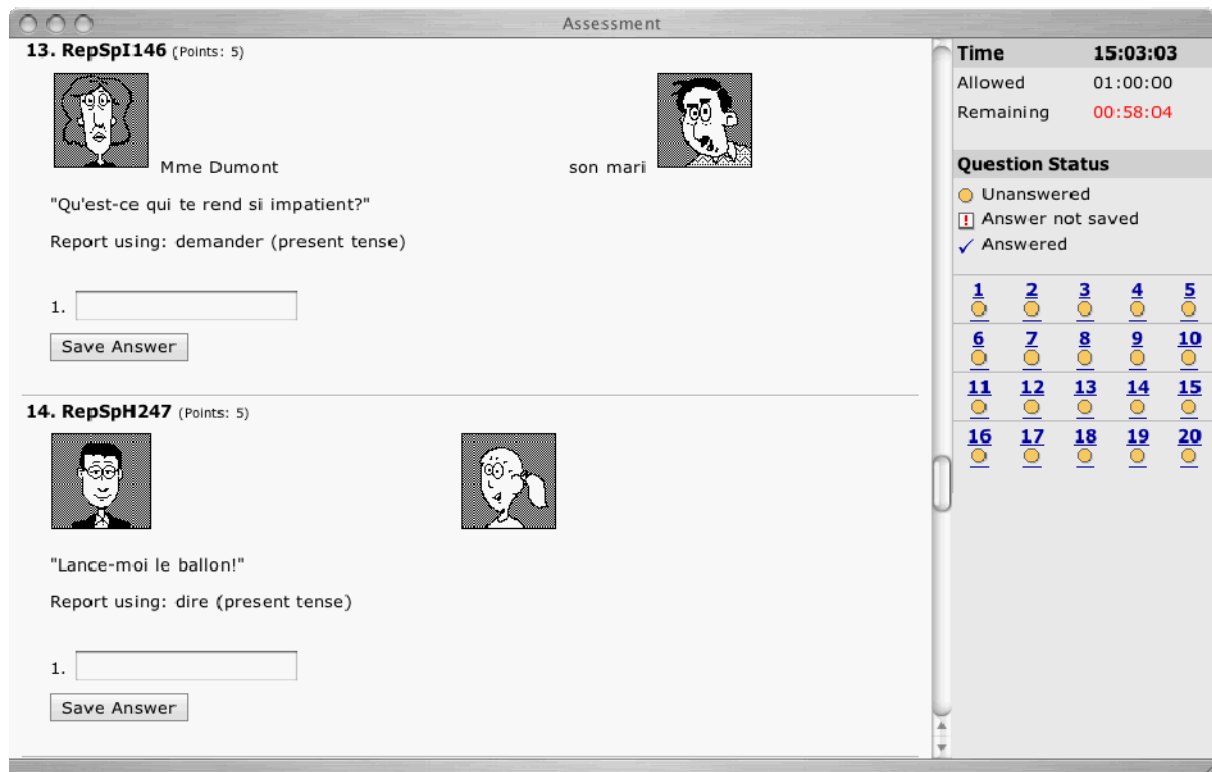 Assessment
13. RepSpI146 (Points: 5)
Mme Dumont
son mari
"Qu'est-ce qui te rend si impatient?"
Report using: demander (present tense)
1.
Save Answer
14. RepSpH247 (Points: 5)
"Lance-moi le ballon!"
Report using: dire (present tense)
1.
Save Answer
Time 15:03:03
Allowed 01:00:00
Remaining 00:58:04
Question Status
Unanswered
Answer not saved
Answered
1 2 3 4 5
6 7 8 9 10
11 12 13 14 15
16 17 18 19 20